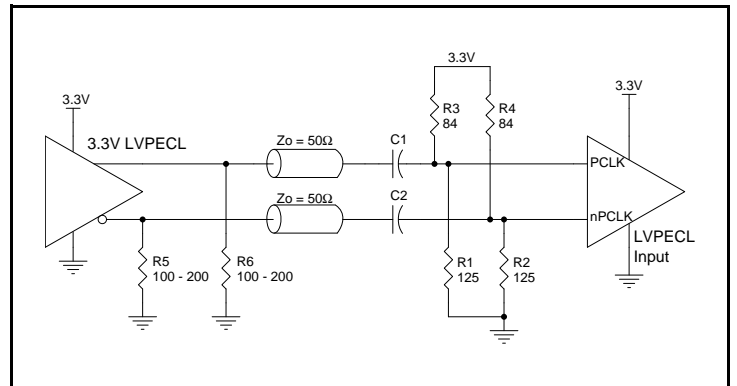 3.3V
3.3V LVPECL
R5
100 - 200
R6
100 - 200
Zo = 50Ω
Zo = 50Ω
C1
C2
3.3V
R3
84
R4
84
R1
125
R2
125
3.3V
PCLK
nPCLK
LVPECL
Input